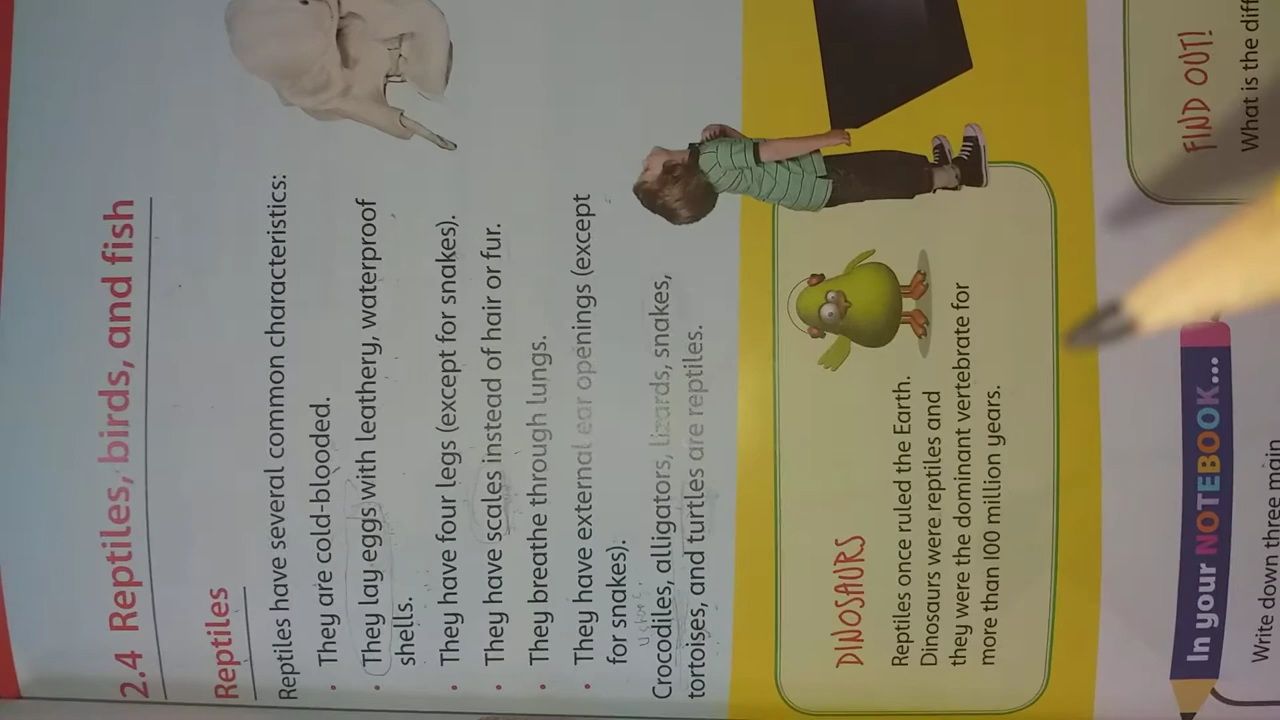 2.4 Reptiles, birds, and fish
Reptiles
Reptiles have several common characteristics:
• They are cold-blooded.
• They lay eggs with leathery, waterproof
shells.
• They have four legs (except for snakes).
• They have scales instead of hair or fur.
• They breathe through lungs.
• They have external ear openings (except
for snakes).
Crocodiles, alligators, lizards, snakes,
tortoises, and turtles are reptiles.
DINOSAURS
Reptiles once ruled the Earth.
Dinosaurs were reptiles and
they were the dominant vertebrate for
more than 100 million years.
In your NOTEBOOK...
Write down three main
FIND OUT!
What is the diff